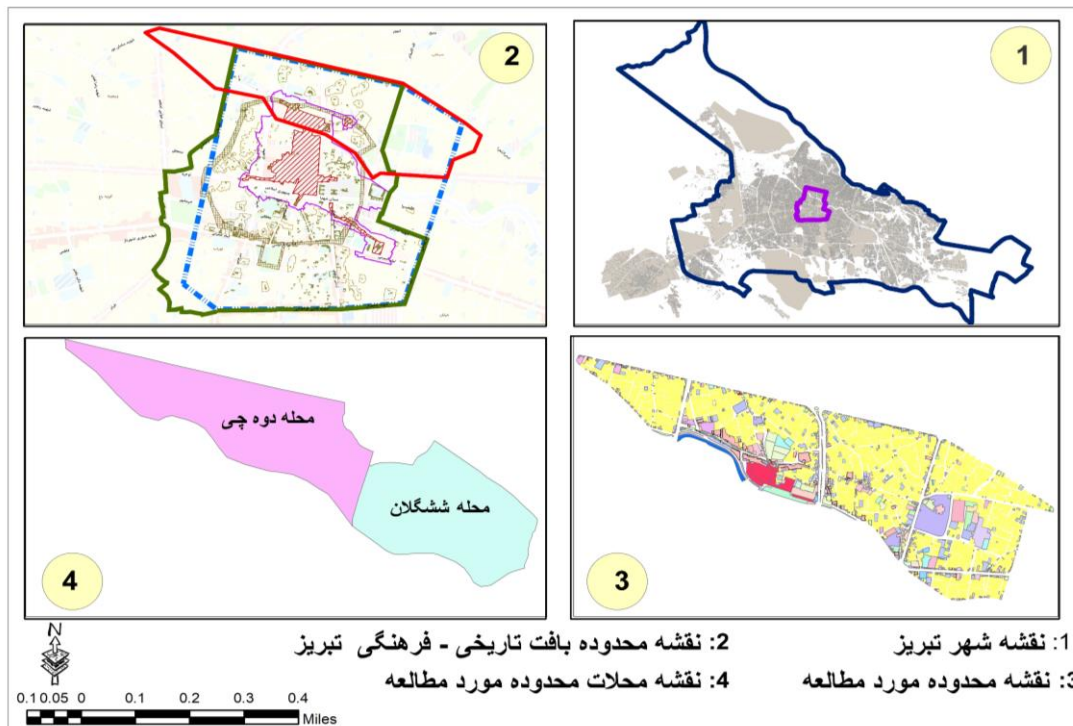 2
1
محله دوه چی
محله ششگلان
4
3
N
1: نقشه شهر تبریز
2: نقشه محدوده بافت تاریخی - فرهنگی تبریز
3: نقشه محدوده مورد مطالعه
4: نقشه محلات محدوده مورد مطالعه
0.1 0.05 0 0.1 0.2 0.3 0.4
Miles